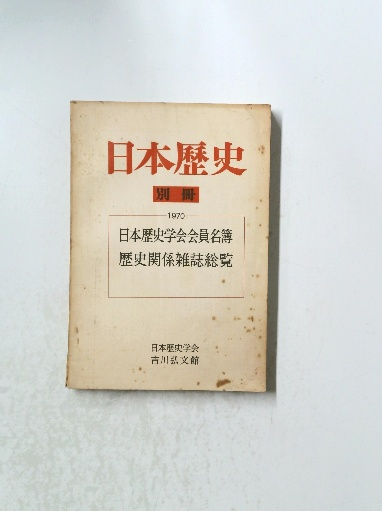 日本歴史
別冊
1970
日本歴史学会会員名簿
歴史関係雑誌総覧
日本歴史学会
吉川弘文館